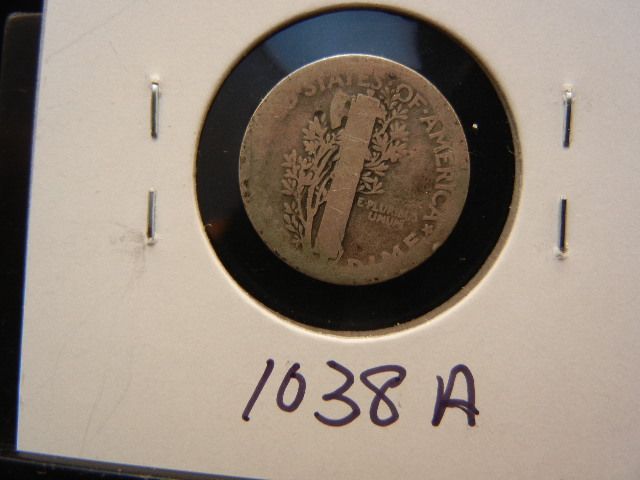 STATES OF AMERICA
E·PLURIBUS
UNUM
DIME
1038 A